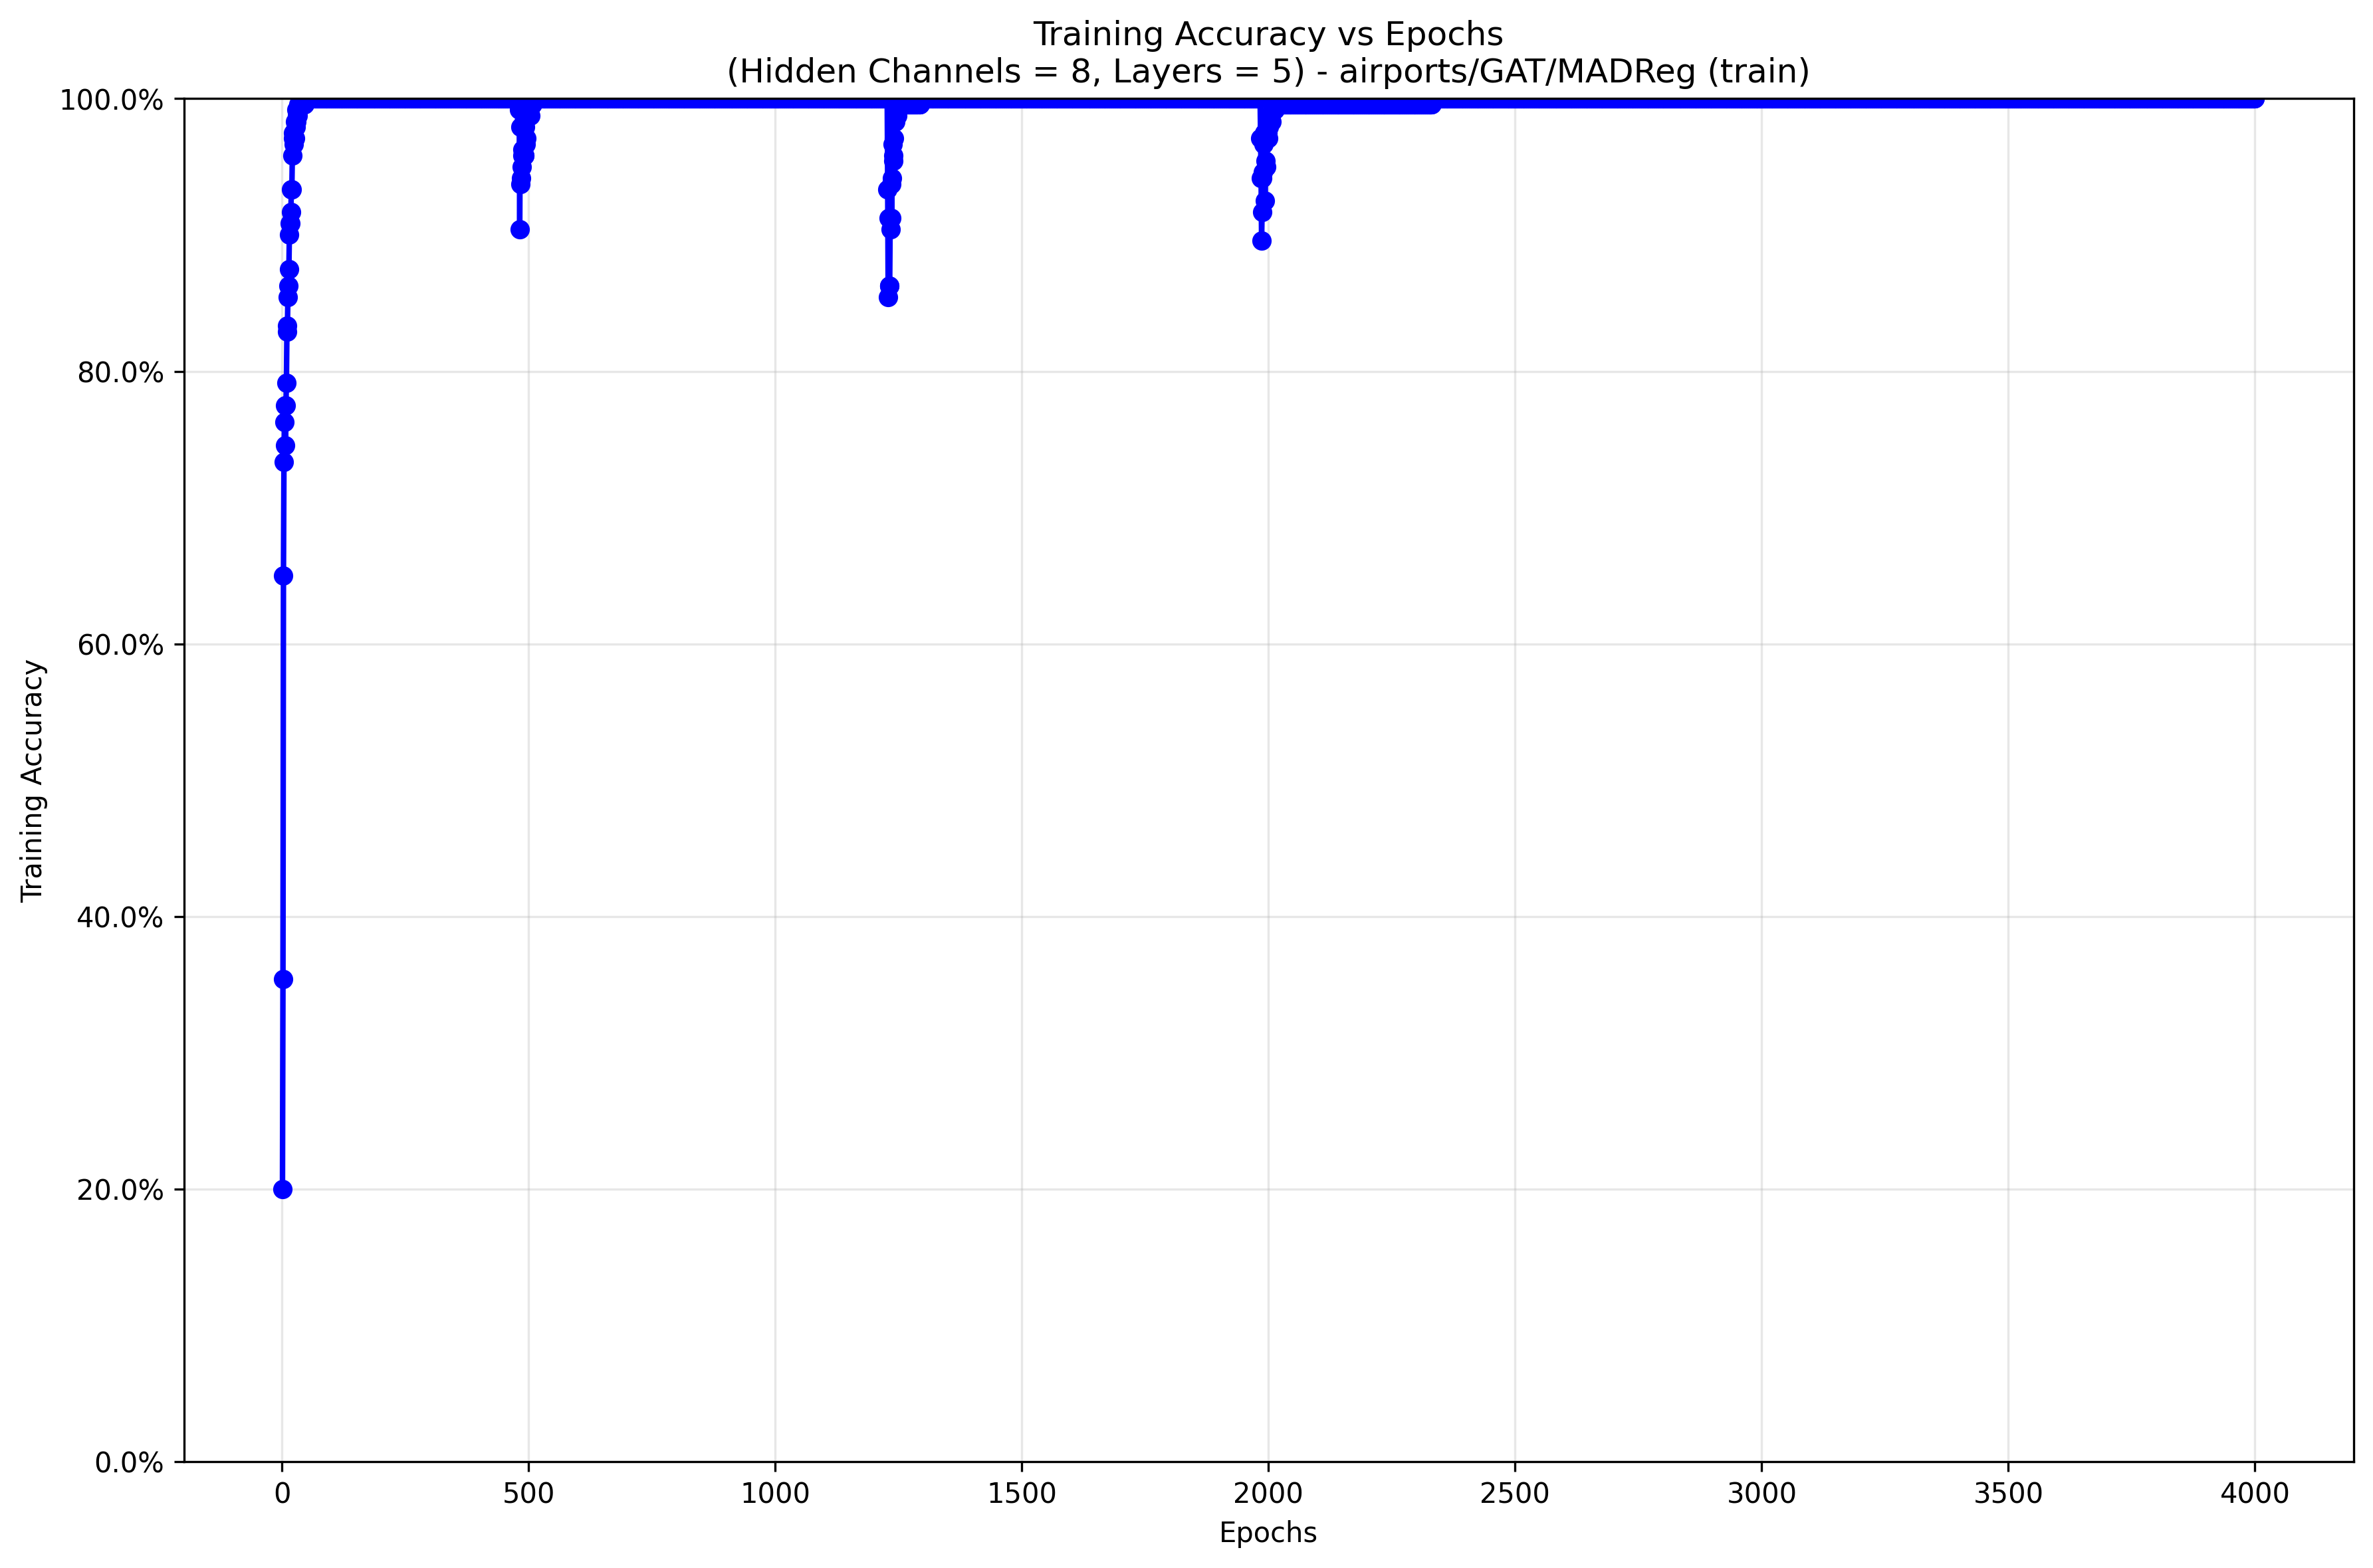 Training Accuracy vs Epochs
(Hidden Channels = 8, Layers = 5) - airports/GAT/MADReg (train)
100.0%
80.0%
60.0%
40.0%
20.0%
0.0%
Training Accuracy
0 500 1000 1500 2000 2500 3000 3500 4000
Epochs